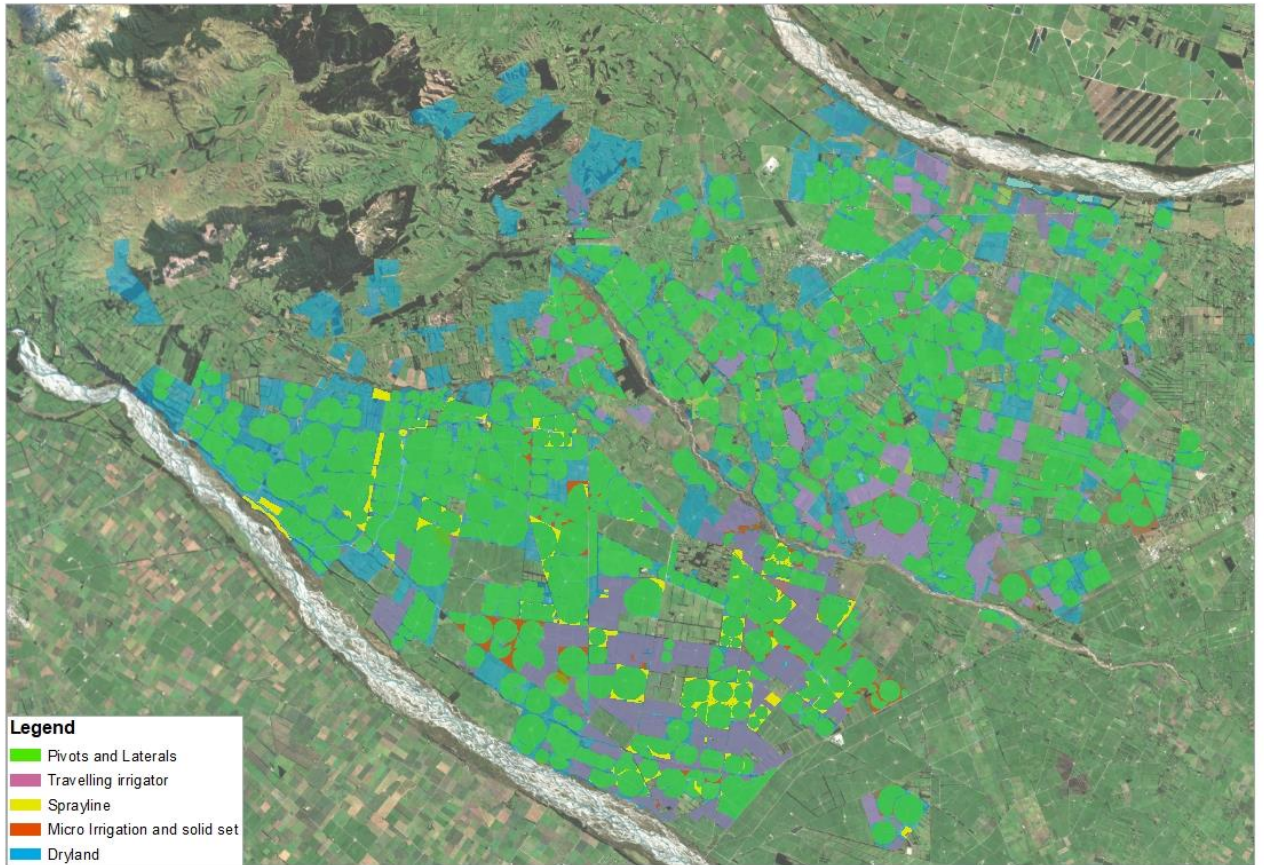 Legend
Pivots and Laterals
Travelling irrigator
Sprayline
Micro Irrigation and solid set
Dryland